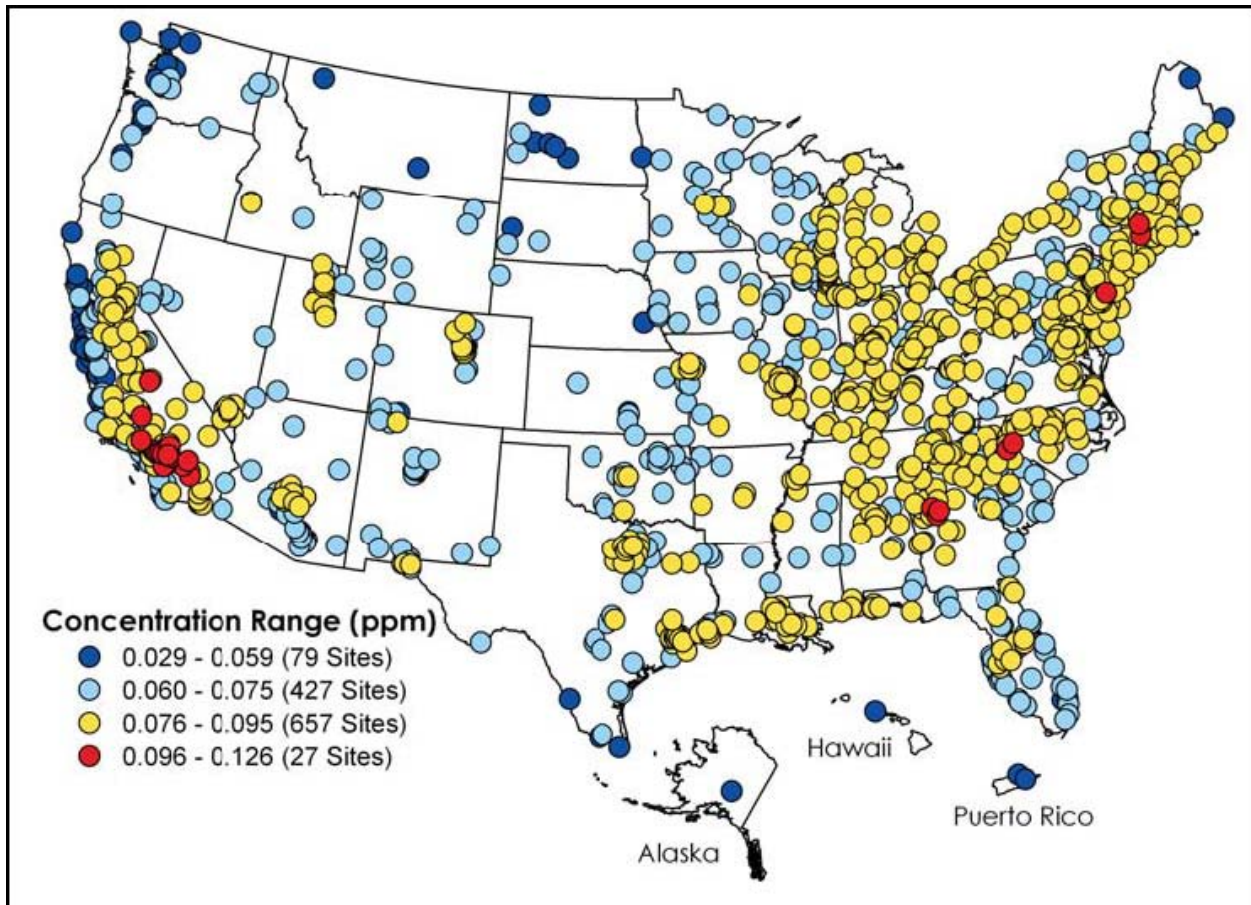 Concentration Range (ppm)
0.029 - 0.059 (79 Sites)
0.060 - 0.075 (427 Sites)
0.076 - 0.095 (657 Sites)
0.096 - 0.126 (27 Sites)
Alaska
Hawaii
Puerto Rico